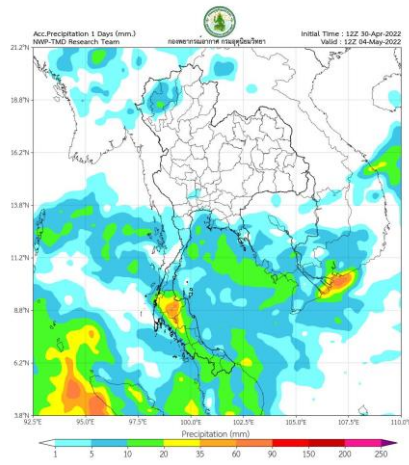 Acc.Precipitation 1 Days (mm.)
NWP-TMD Research Team
กองพยากรณ์อากาศ กรมอุตุนิยมวิทยา
Initial Time : 12Z 30-Apr-2022
Valid : 12Z 04-May-2022
21.2°N
18.8°N
16.2°N
13.8°N
11.2°N
8.8°N
6.2°N
3.8°N
92.5°E 95.0°E 97.5°E 100.0°E 102.5°E 105.0°E 107.5°E 110.0°E
Precipitation (mm)
1 5 10 20 35 60 90 150 200 250